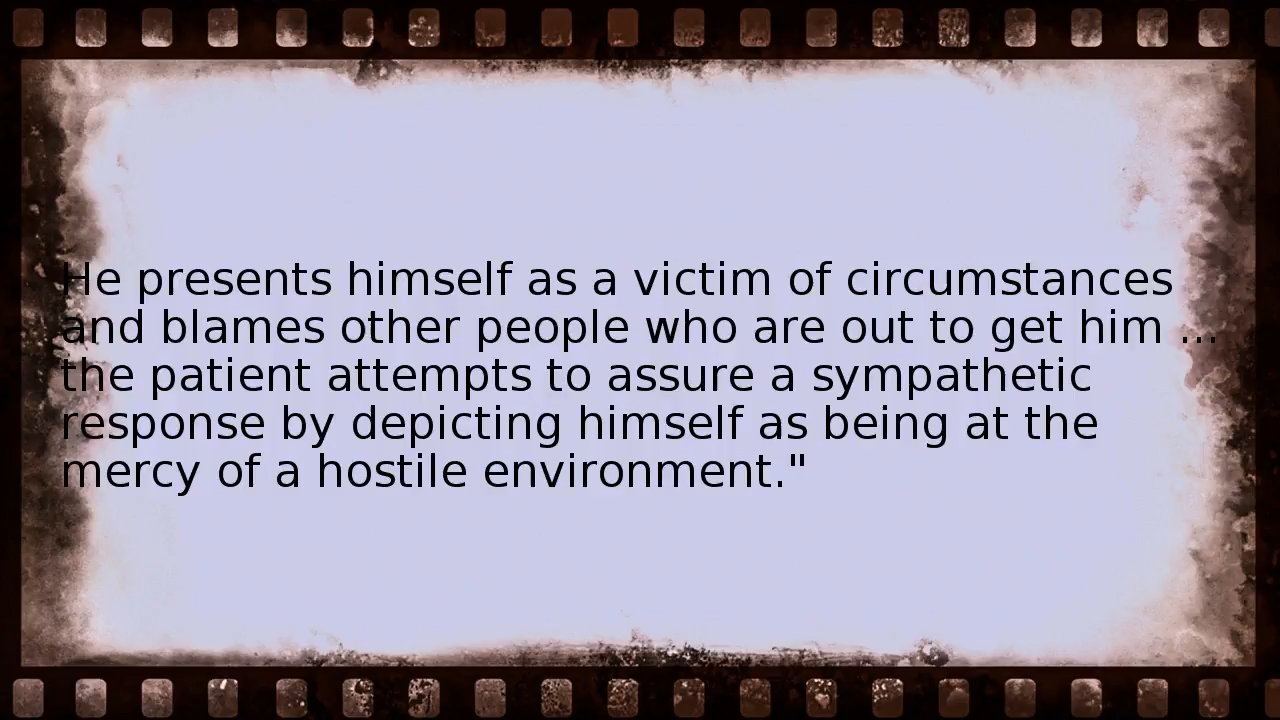 He presents himself as a victim of circumstances
and blames other people who are out to get him ...
the patient attempts to assure a sympathetic
response by depicting himself as being at the
mercy of a hostile environment."